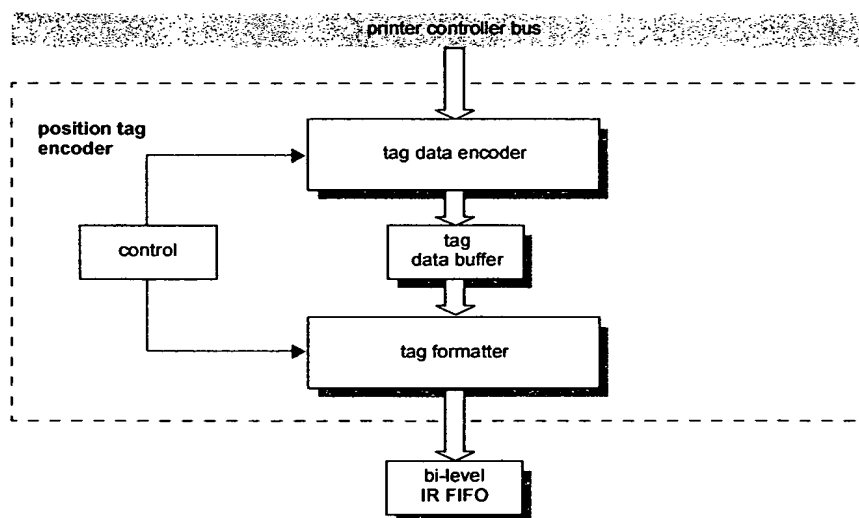 printer controller bus
position tag
encoder
tag data encoder
control
tag
data buffer
tag formatter
bi-level
IR FIFO